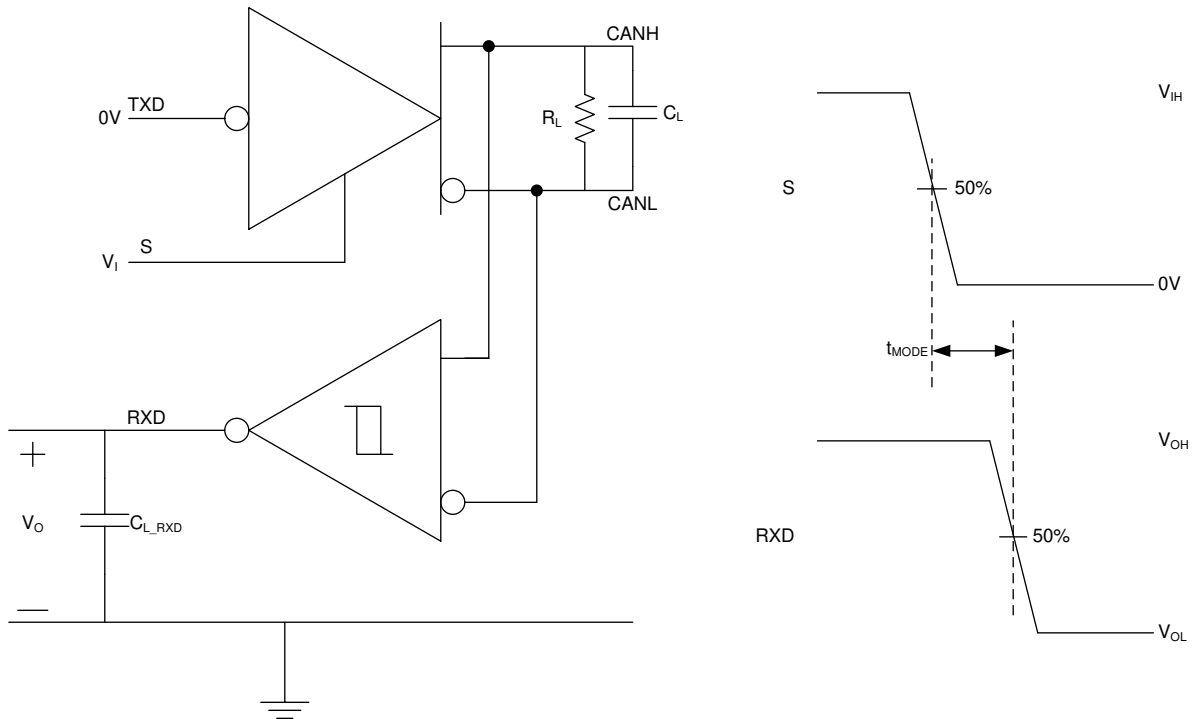 CANH
TXD
0V
R_L
C_L
CANL
S
V_I
RXD
+
V_O
C_L_RXD
—
V_IH
S
50%
0V
t_MODE
V_OH
RXD
50%
V_OL